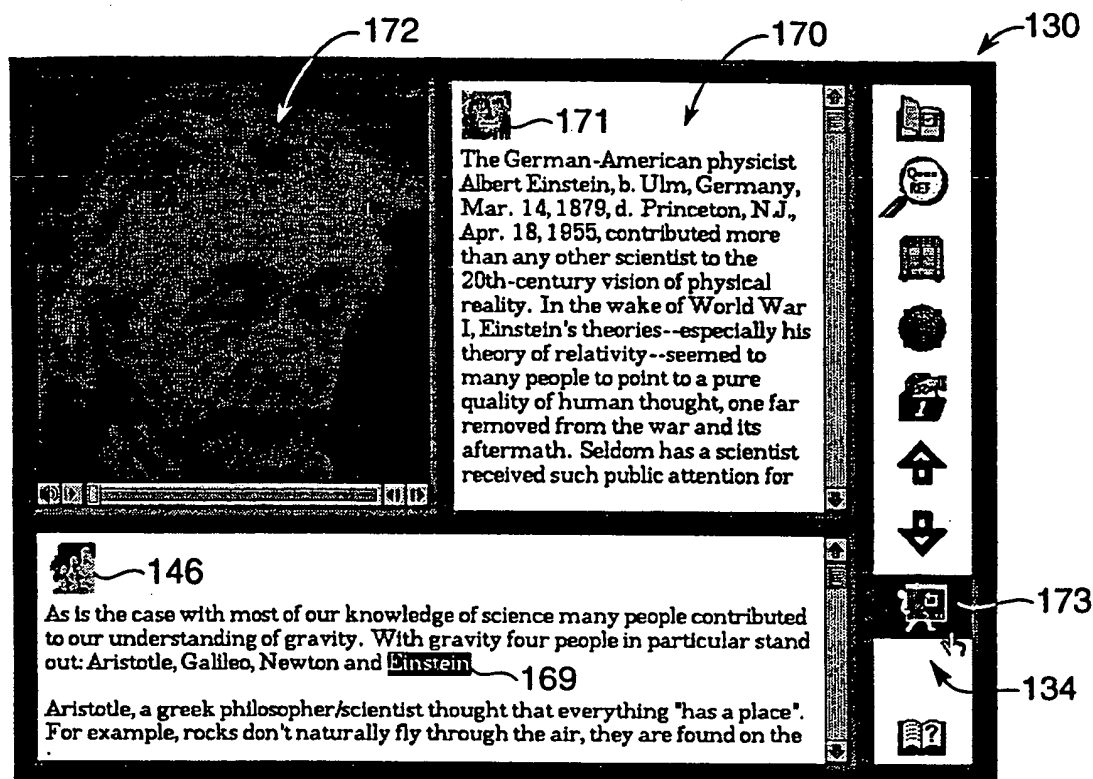 172
170
130
171
The German-American physicist
Albert Einstein, b. Ulm, Germany,
Mar. 14, 1879, d. Princeton, N.J.,
Apr. 18, 1955, contributed more
than any other scientist to the
20th-century vision of physical
reality. In the wake of World War
I, Einstein's theories--especially his
theory of relativity--seemed to
many people to point to a pure
quality of human thought, one far
removed from the war and its
aftermath. Seldom has a scientist
received such public attention for
REF
1
146
As is the case with most of our knowledge of science many people contributed
to our understanding of gravity. With gravity four people in particular stand
out: Aristotle, Galileo, Newton and Einstein
169
Aristotle, a greek philosopher/scientist thought that everything "has a place".
For example, rocks don't naturally fly through the air, they are found on the
173
134
?